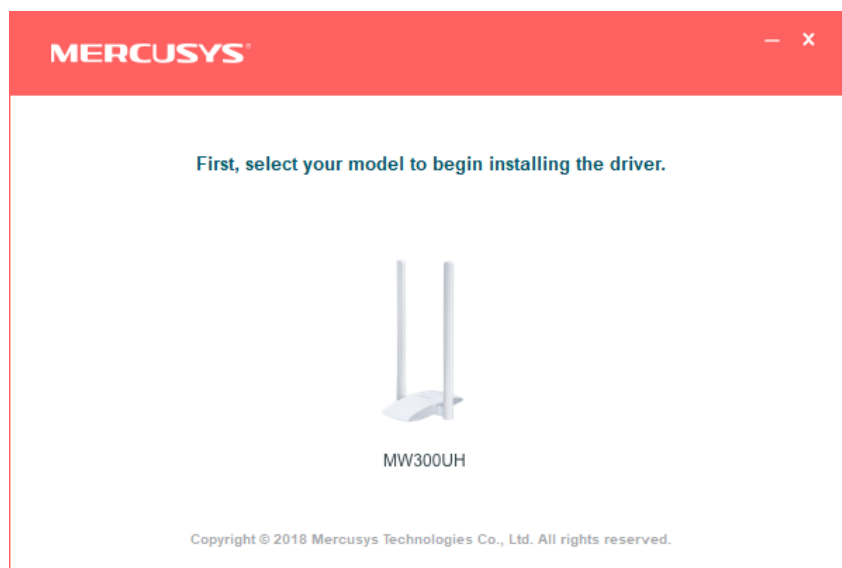 MERCUSYS®
First, select your model to begin installing the driver.
MW300UH
Copyright © 2018 Mercusys Technologies Co., Ltd. All rights reserved.